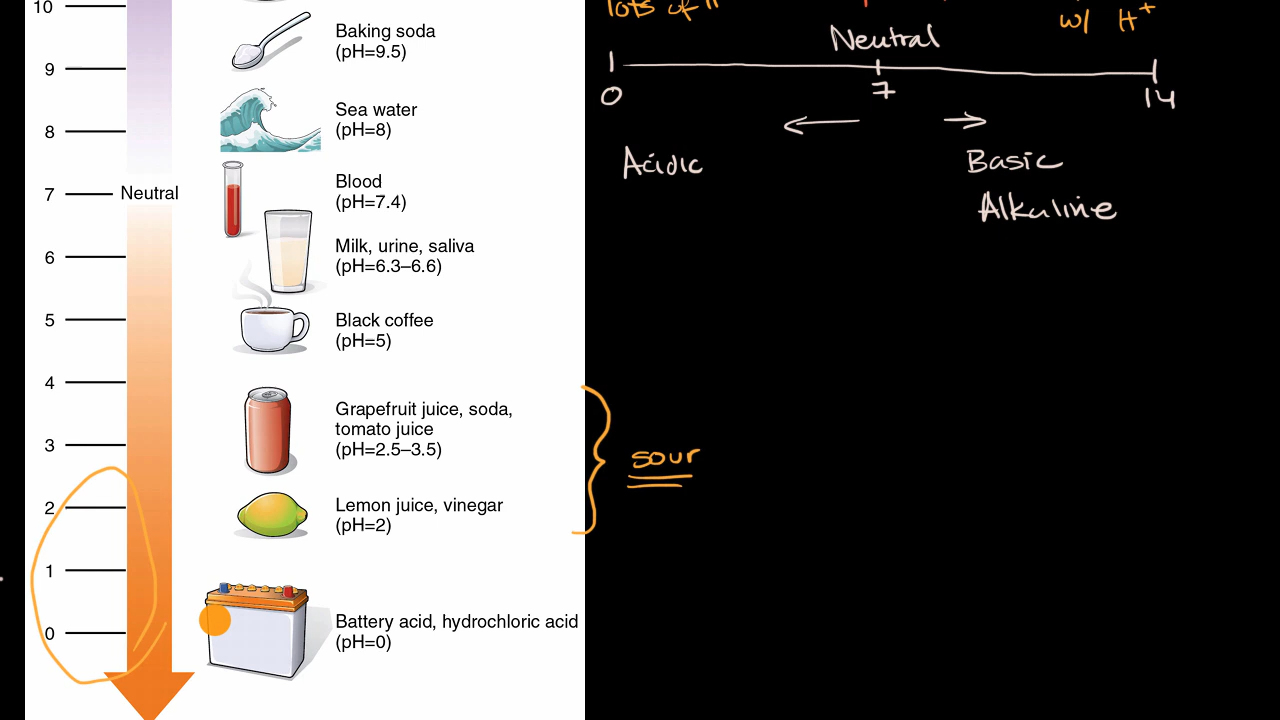 10
Baking soda
(pH=9.5)
9
Sea water
(pH=8)
8
Blood
(pH=7.4)
7
Neutral
Milk, urine, saliva
(pH=6.3–6.6)
6
Black coffee
(pH=5)
5
4
Grapefruit juice, soda,
tomato juice
(pH=2.5–3.5)
3
Lemon juice, vinegar
(pH=2)
2
1
Battery acid, hydrochloric acid
(pH=0)
0
lots of H
w/ H+
Neutral
0
7
14
Acidic
Basic
Alkaline
sour